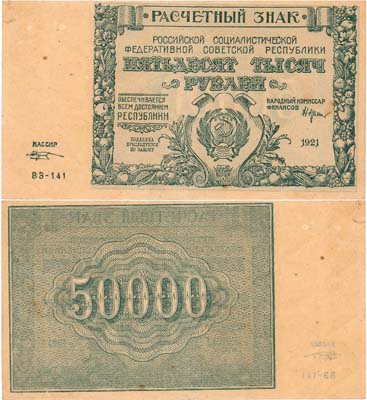 РАСЧЕТНЫЙ ЗНАК
РОССИЙСКОЙ СОЦИАЛИСТИЧЕСКОЙ
ФЕДЕРАТИВНОЙ СОВЕТСКОЙ РЕСПУБЛИКИ
ПЯТЬДЕСЯТ ТЫСЯЧ
РУБЛЕЙ
ОБЕСПЕЧИВАЕТСЯ
ВСЕМ ДОСТОЯНИЕМ
РЕСПУБЛИКИ
ПОДДЕЛКА
ПРЕСЛЕДУЕТСЯ
ПО ЗАКОНУ
НАРОДНЫЙ КОМИССАР
ФИНАНСОВ
1921
КАССИР
ВЗ-141
50000